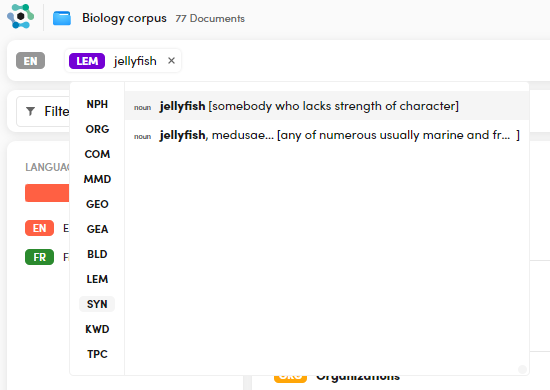 Biology corpus 77 Documents
EN LEM jellyfish ×
Filte
NPH
ORG
COM
MMD
GEO
GEA
BLD
LEM
SYN
KWD
TPC
noun jellyfish [somebody who lacks strength of character]
noun jellyfish, medusae... [any of numerous usually marine and fr... ]
LANGUAG
EN E
FR F
ORG Organizations